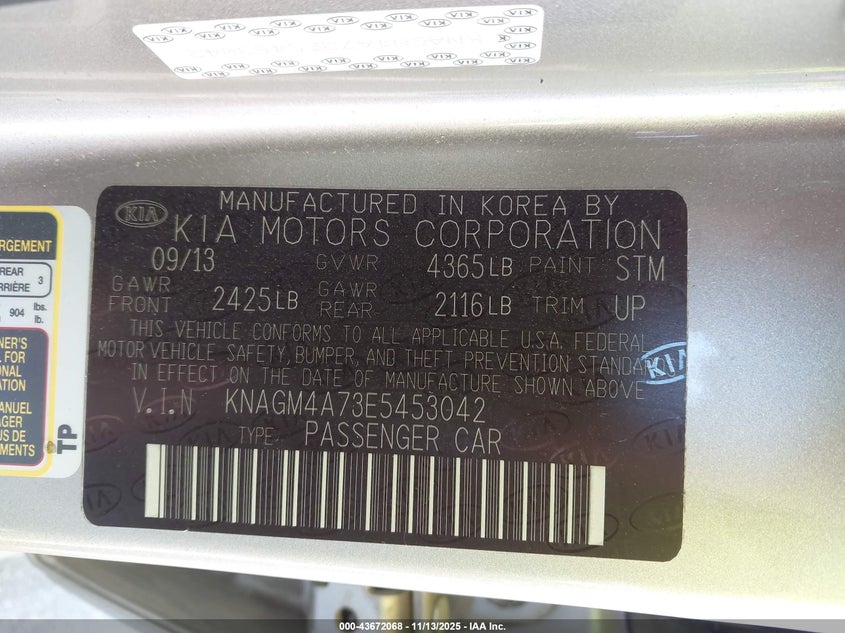 KIA
MANUFACTURED IN KOREA BY
KIA MOTORS CORPORATION
09/13 GVWR 4365LB PAINT STM
GAWR FRONT 2425LB GAWR REAR 2116LB TRIM UP
THIS VEHICLE CONFORMS TO ALL APPLICABLE U.S.A. FEDERAL
MOTOR VEHICLE SAFETY, BUMPER, AND THEFT PREVENTION STANDA
IN EFFECT ON THE DATE OF MANUFACTURE SHOWN ABOVE
V.I.N KNAGM4A73E5453042
TYPE: PASSENGER CAR
KIA
RGEMENT
REAR
ARRIÈRE 3
904 lbs.
lb.
NER'S
L FOR
ONAL
ATION
MANUEL
AGER
US DE
EMENTS
TP
000-43672068 - 11/13/2025 - IAA Inc.